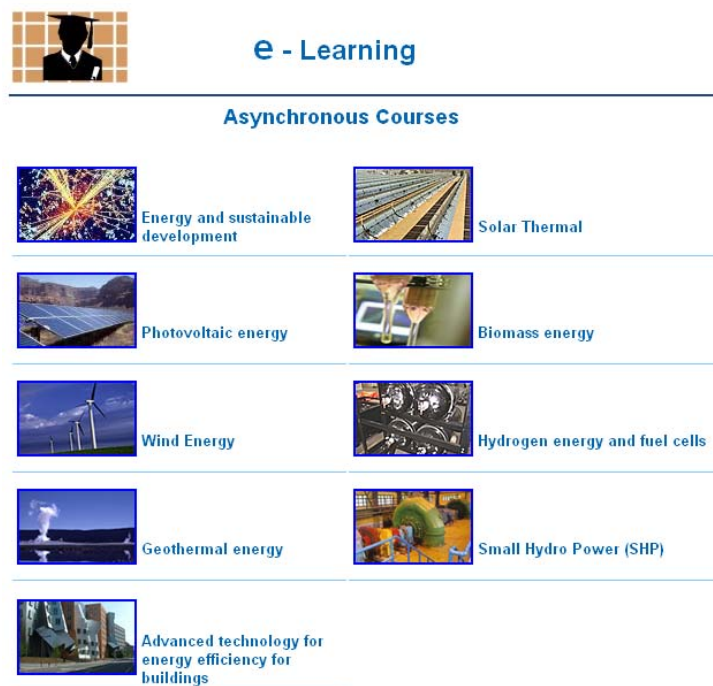 e - Learning
Asynchronous Courses
Energy and sustainable
development
Solar Thermal
Photovoltaic energy
Biomass energy
Wind Energy
Hydrogen energy and fuel cells
Geothermal energy
Small Hydro Power (SHP)
Advanced technology for
energy efficiency for
buildings